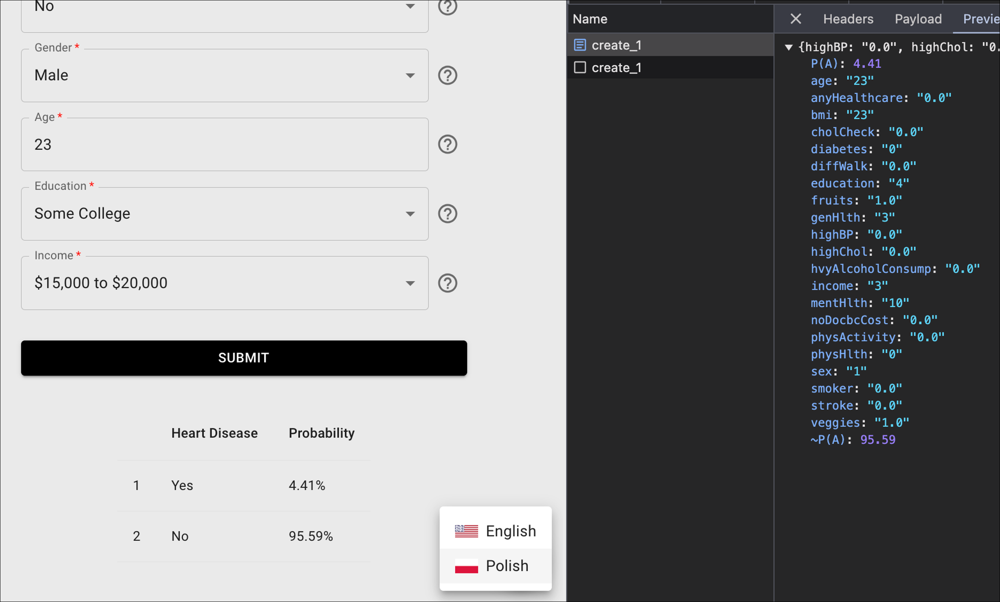 No
Gender *
Male
Age *
23
Education *
Some College
Income *
$15,000 to $20,000
SUBMIT
Heart Disease Probability
1 Yes 4.41%
2 No 95.59%
English
Polish
Name
create_1
create_1
Headers Payload Previe
{highBP: "0.0", highChol: "0.
P(A): 4.41
age: "23"
anyHealthcare: "0.0"
bmi: "23"
cholCheck: "0.0"
diabetes: "0"
diffWalk: "0.0"
education: "4"
fruits: "1.0"
genHlth: "3"
highBP: "0.0"
highChol: "0.0"
hvyAlcoholConsump: "0.0"
income: "3"
mentHlth: "10"
noDocbcCost: "0.0"
physActivity: "0.0"
physHlth: "0"
sex: "1"
smoker: "0.0"
stroke: "0.0"
veggies: "1.0"
~P(A): 95.59